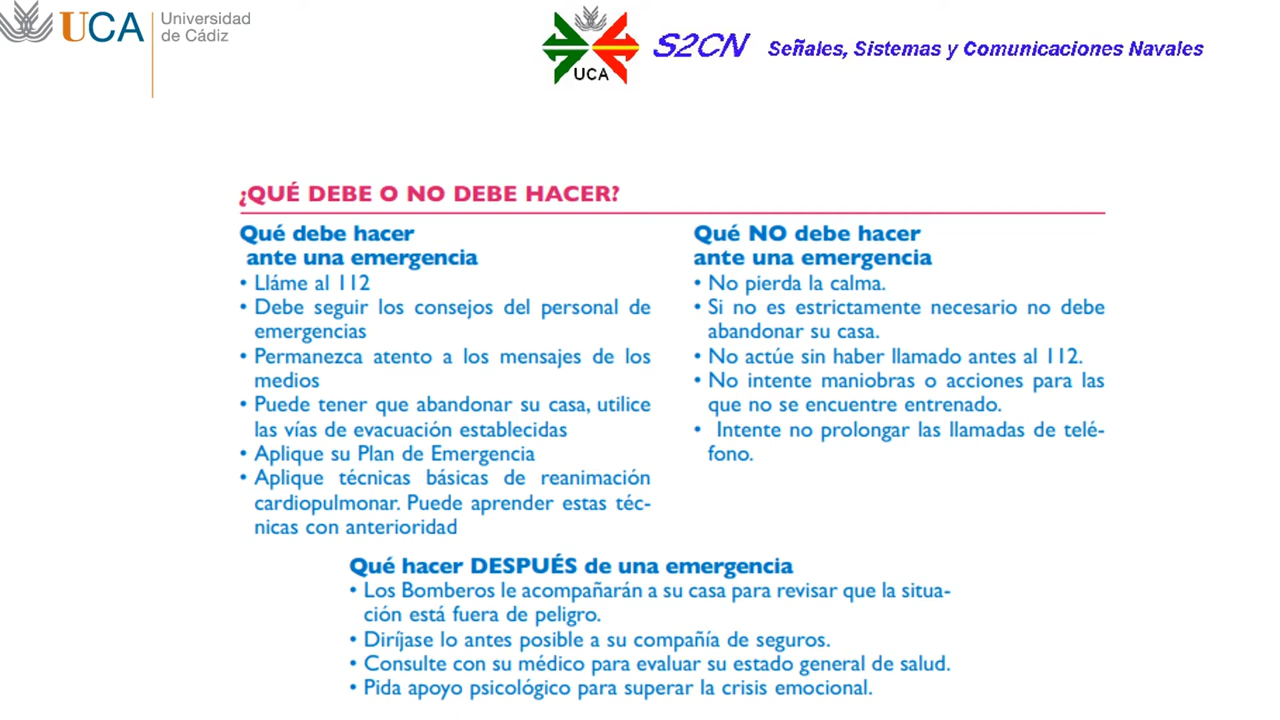 UCA
Universidad
de Cádiz
UCA
S2CN Señales, Sistemas y Comunicaciones Navales
¿QUÉ DEBE O NO DEBE HACER?
Qué debe hacer
ante una emergencia
• Lláme al 112
• Debe seguir los consejos del personal de
emergencias
• Permanezca atento a los mensajes de los
medios
• Puede tener que abandonar su casa, utilice
las vías de evacuación establecidas
• Aplique su Plan de Emergencia
• Aplique técnicas básicas de reanimación
cardiopulmonar. Puede aprender estas téc-
nicas con anterioridad
Qué NO debe hacer
ante una emergencia
• No pierda la calma.
• Si no es estrictamente necesario no debe
abandonar su casa.
• No actúe sin haber llamado antes al 112.
• No intente maniobras o acciones para las
que no se encuentre entrenado.
• Intente no prolongar las llamadas de telé-
fono.
Qué hacer DESPUÉS de una emergencia
• Los Bomberos le acompañarán a su casa para revisar que la situa-
ción está fuera de peligro.
• Diríjase lo antes posible a su compañía de seguros.
• Consulte con su médico para evaluar su estado general de salud.
• Pida apoyo psicológico para superar la crisis emocional.